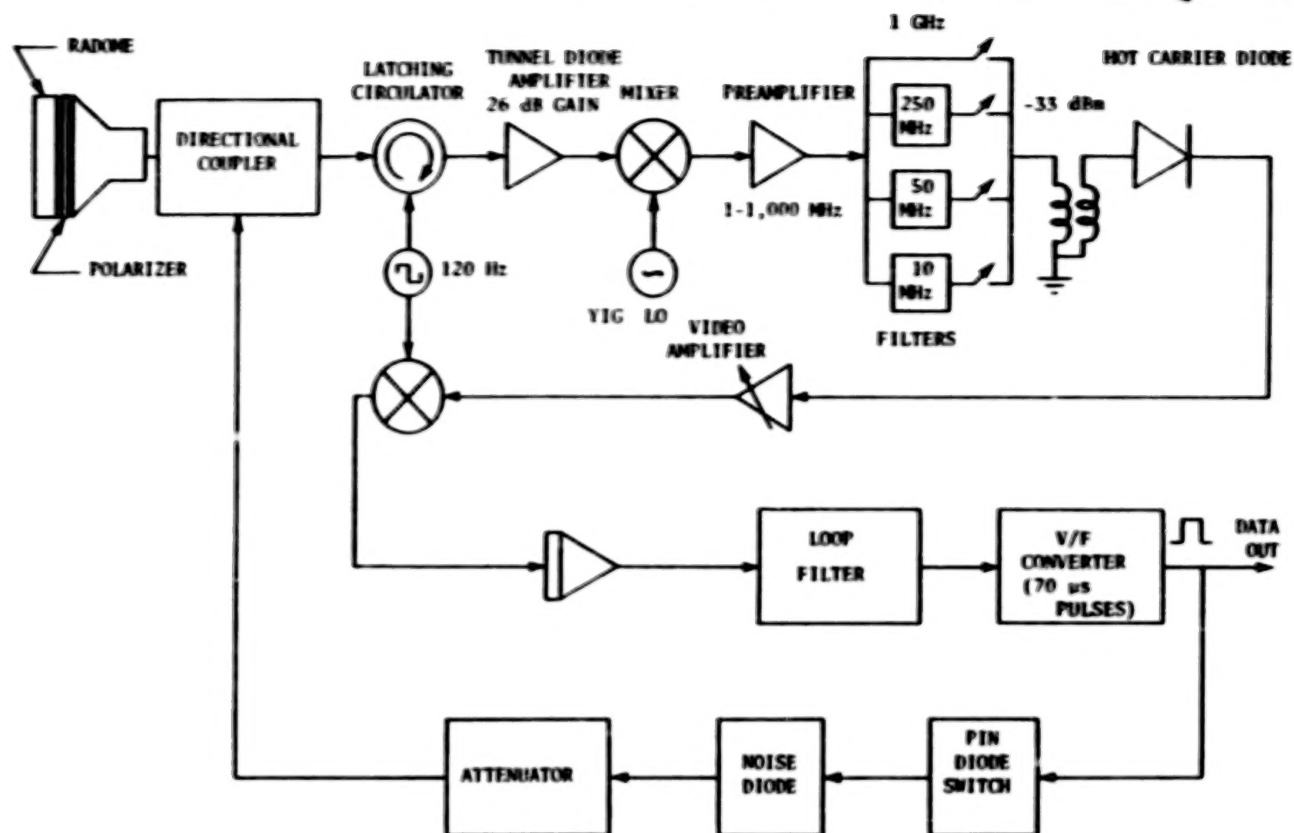 RADOME
POLARIZER
DIRECTIONAL
COUPLER
LATCHING
CIRCULATOR
120 Hz
TUNNEL DIODE
AMPLIFIER
26 dB GAIN
MIXER
YIG LO
PREAMPLIFIER
1-1,000 MHz
1 GHz
250
MHz
50
MHz
10
MHz
FILTERS
-33 dBm
HOT CARRIER DIODE
VIDEO
AMPLIFIER
LOOP
FILTER
V/F
CONVERTER
(70 µs
PULSES)
DATA
OUT
ATTENUATOR
NOISE
DIODE
PIN
DIODE
SWITCH